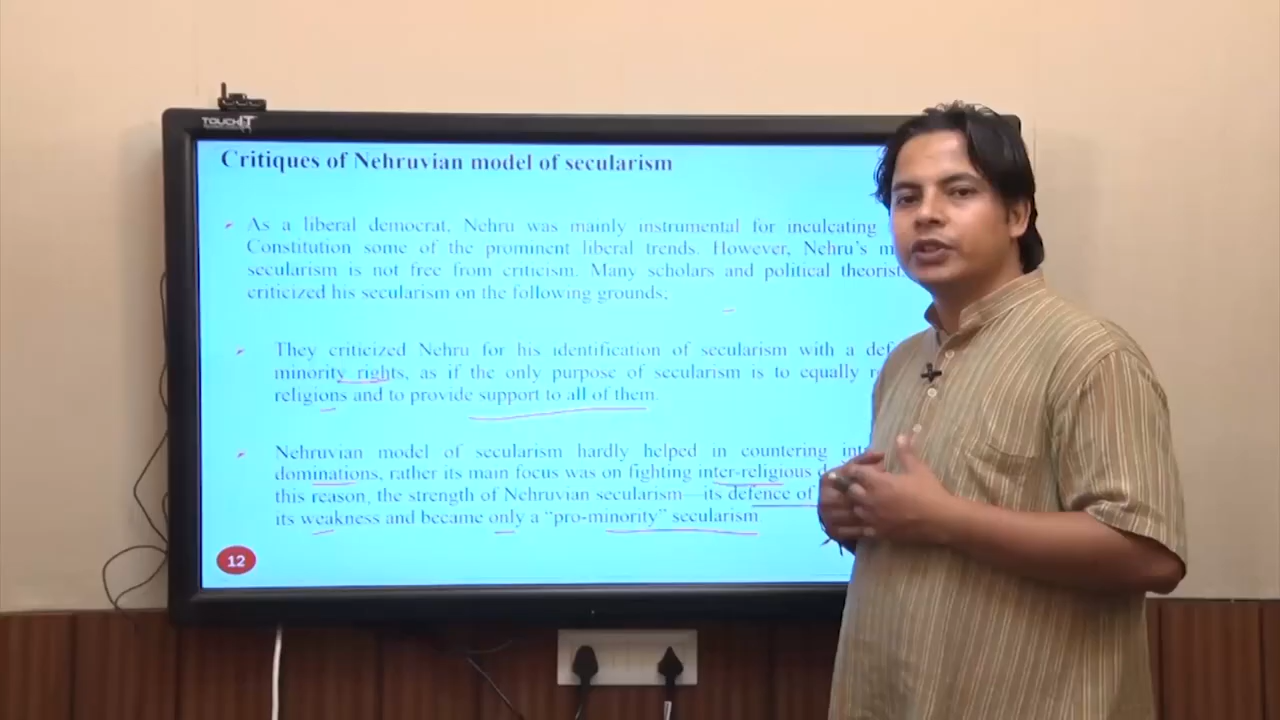 TOUCHIT
Critiques of Nehruvian model of secularism
As a liberal democrat, Nehru was mainly instrumental for inculcating
Constitution some of the prominent liberal trends. However, Nehru's
secularism is not free from criticism. Many scholars and political
criticized his secularism on the following grounds;
They criticized Nehru for his identification of secularism with a
minority rights, as if the only purpose of secularism is to equally
religions and to provide support to all of them.
Nehruvian model of secularism hardly helped in countering
dominations, rather its main focus was on fighting inter-religious
this reason, the strength of Nehruvian secularism—its defence of
its weakness and became only a “pro-minority” secularism.
12